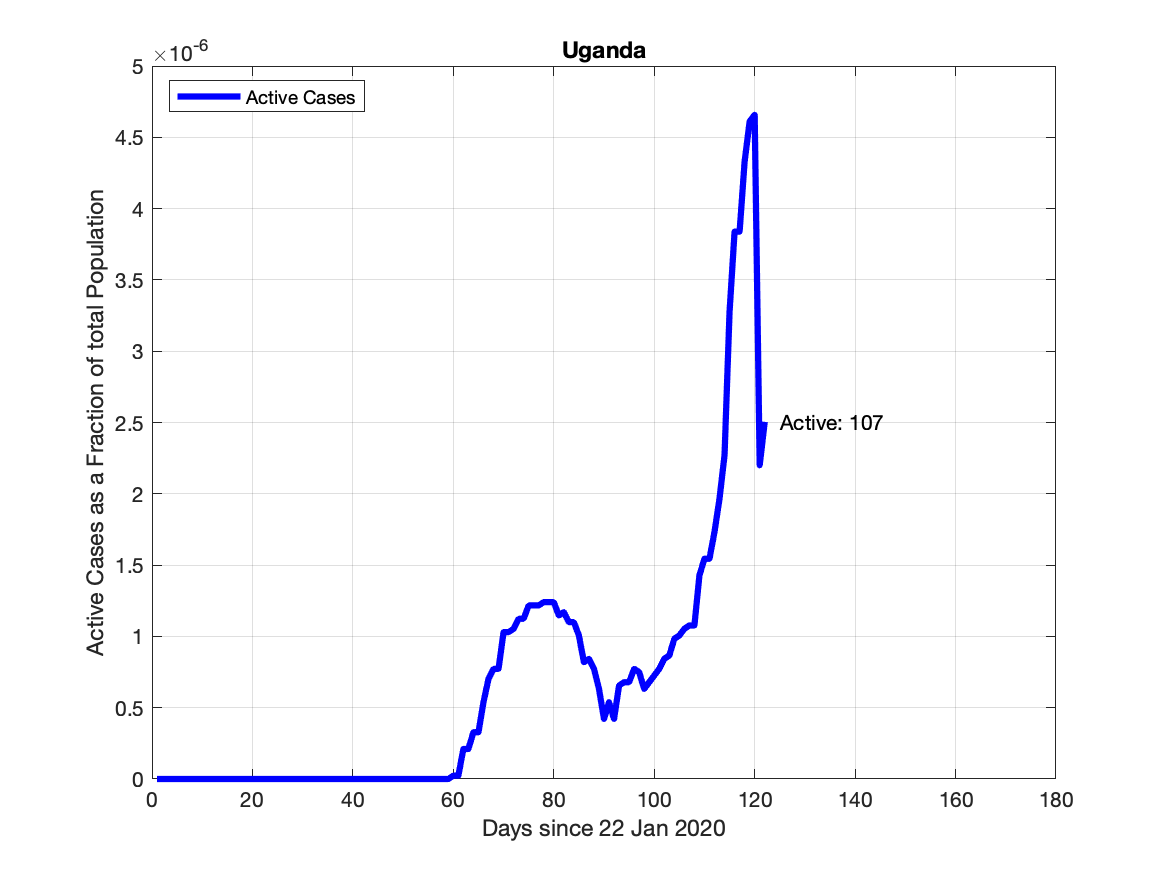 Uganda
×10-6
Active Cases
Active Cases as a Fraction of total Population
5
4.5
4
3.5
3
2.5
2
1.5
1
0.5
0
Active: 107
0 20 40 60 80 100 120 140 160 180
Days since 22 Jan 2020